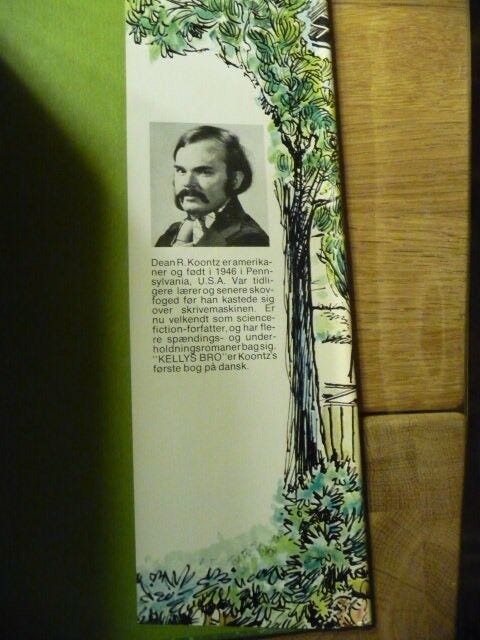 Dean R. Koontz er amerika-
ner og født i 1946 i Penn-
sylvania, U.S.A. Var tidli-
gere lærer og senere skov-
foged før han kastede sig
over skrivemaskinen. Er
nu velkendt som science-
fiction-forfatter, og har fle-
re spændings- og under-
holdningsromaner bag sig.
"KELLYS BRO" er Koontz's
første bog på dansk.